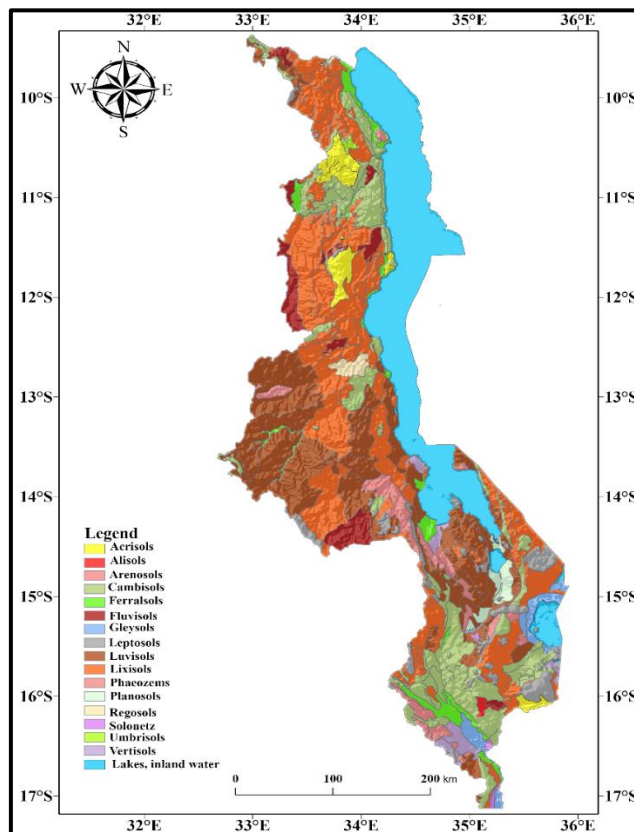 32°E 33°E 34°E 35°E 36°E
N
W E
S
10°S 10°S
11°S 11°S
12°S 12°S
13°S 13°S
14°S 14°S
15°S 15°S
16°S 16°S
17°S 17°S
Legend
Acrisols
Alisols
Arenosols
Cambisols
Ferralsols
Fluvisols
Gleysols
Leptosols
Luvisols
Lixisols
Phaeozems
Planosols
Regosols
Solonetz
Umbrisols
Vertisols
Lakes, inland water
0 100 200 km
32°E 33°E 34°E 35°E 36°E